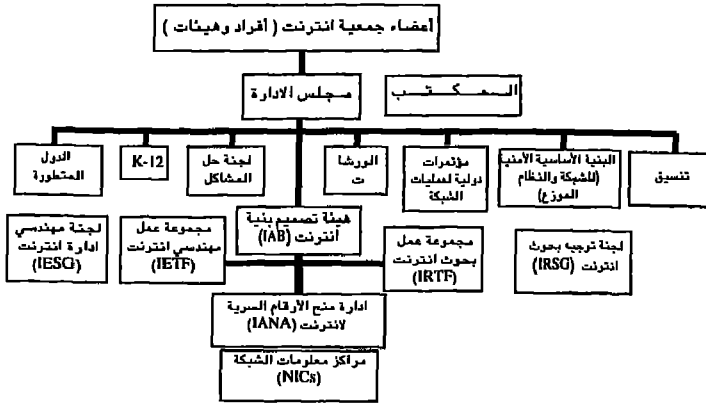 أعضاء جمعية انترنت ( أفراد وهيئات )
مجلس الادارة
المكتب
تنسيق
البنية الأساسية الأمنية
(للشبكة والنظام
الموزع)
مؤتمرات
دولية لعمليات
الشبكة
الورشا
ت
لجنة حل
المشاكل
K-12
الدول
المتطورة
هيئة تصميم بنية
أنترنت (IAB)
لجنة توجيه بحوث
انترنت (IRSG)
مجموعة عمل
بحوث انترنت
(IRTF)
مجموعة عمل
مهندسي انترنت
(IETF)
لجنة مهندسي
ادارة انترنت
(IESG)
ادارة منح الأرقام السرية
لانترنت (IANA)
مراكز معلومات الشبكة
(NICs)